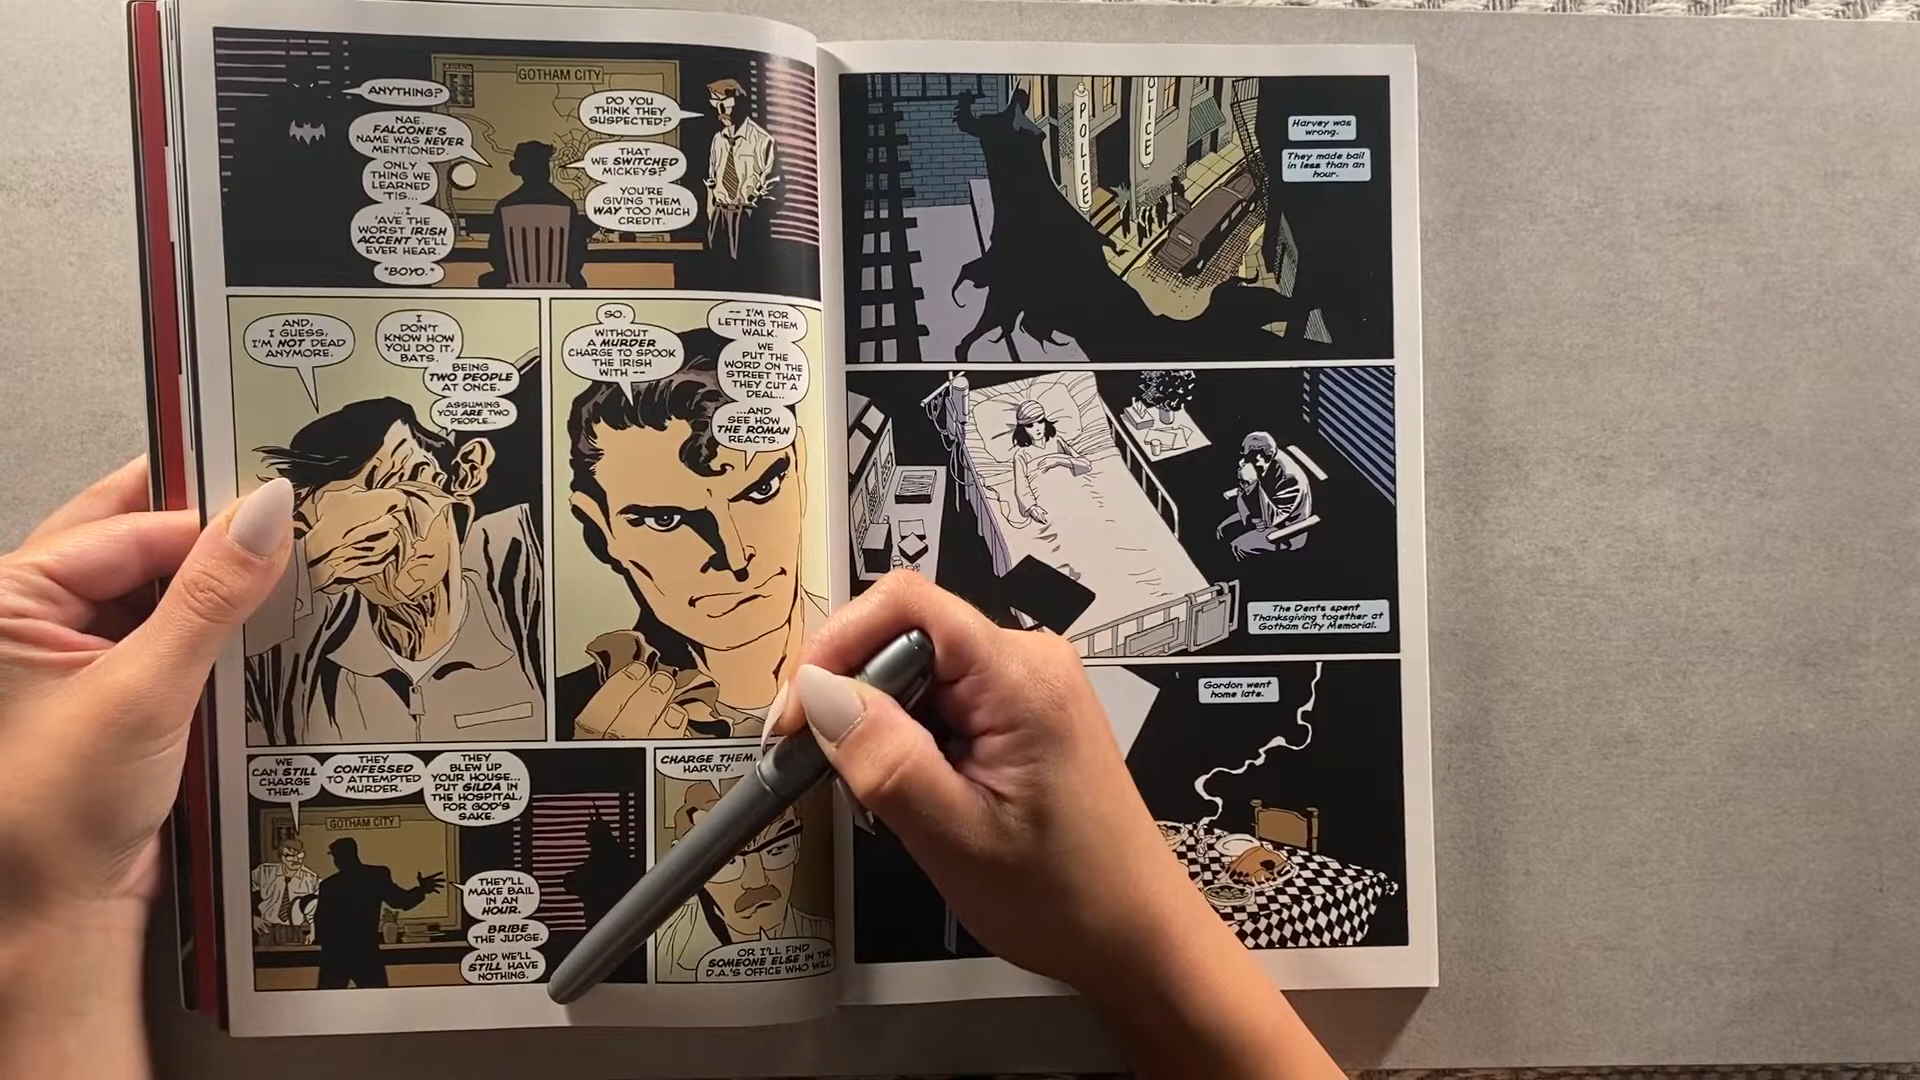 GOTHAM CITY
ANYTHING?
NAE.
FALCONE'S
NAME WAS NEVER
MENTIONED.
ONLY
THING WE
LEARNED
'TIS...
...I
'AVE THE
WORST IRISH
ACCENT YE'LL
EVER HEAR.
"BOYO."
DO YOU
THINK THEY
SUSPECTED?
THAT
WE SWITCHED
MICKEYS?
YOU'RE
GIVING THEM
WAY TOO MUCH
CREDIT.
AND,
I GUESS,
I'M NOT DEAD
ANYMORE.
I
DON'T
KNOW HOW
YOU DO IT,
BATS.
BEING
TWO PEOPLE
AT ONCE.
ASSUMING
YOU ARE TWO
PEOPLE...
SO.
WITHOUT
A MURDER
CHARGE TO SPOOK
THE IRISH
WITH --
-- I'M FOR
LETTING THEM
WALK.
WE
PUT THE
WORD ON THE
STREET THAT
THEY CUT A
DEAL...
...AND
SEE HOW
THE ROMAN
REACTS.
WE
CAN STILL
CHARGE
THEM.
THEY
CONFESSED
TO ATTEMPTED
MURDER.
THEY
BLEW UP
YOUR HOUSE...
PUT GILDA IN
THE HOSPITAL,
FOR GOD'S
SAKE.
GOTHAM CITY
THEY'LL
MAKE BAIL
IN AN
HOUR.
BRIBE
THE JUDGE.
AND WE'LL
STILL HAVE
NOTHING.
CHARGE THEM,
HARVEY.
OR I'LL FIND
SOMEONE ELSE IN THE
D.A.'S OFFICE WHO WILL
POLICE
OLICE
Harvey was
wrong.
They made bail
in less than an
hour.
The Dents spent
Thanksgiving together at
Gotham City Memorial.
Gordon went
home late.